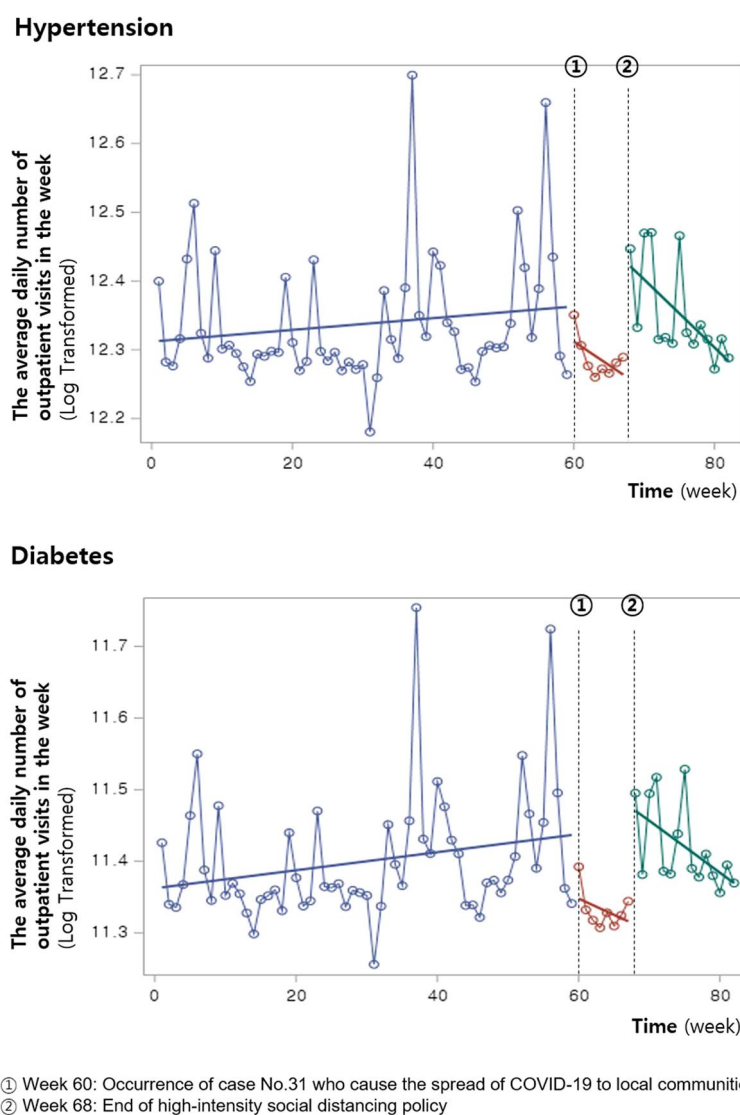 Hypertension
The average daily number of
outpatient visits in the week
(Log Transformed)
12.7
12.6
12.5
12.4
12.3
12.2
① ②
0 20 40 60 80
Time (week)
Diabetes
The average daily number of
outpatient visits in the week
(Log Transformed)
11.7
11.6
11.5
11.4
11.3
① ②
0 20 40 60 80
Time (week)
① Week 60: Occurrence of case No.31 who cause the spread of COVID-19 to local communiti
② Week 68: End of high-intensity social distancing policy